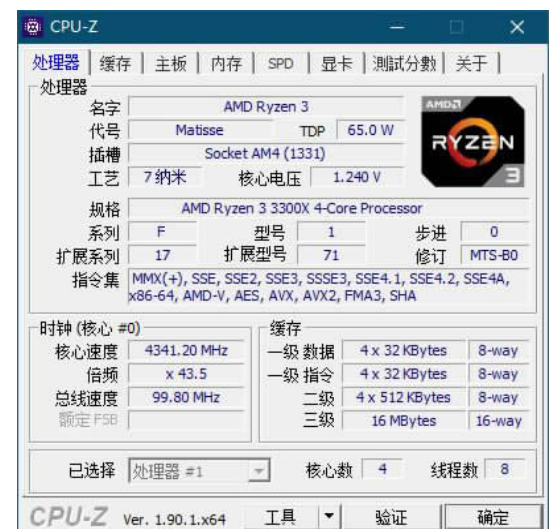 CPU-Z
处理器 缓存 主板 内存 SPD 显卡 測試分數 关于
处理器
名字 AMD Ryzen 3
代号 Matisse TDP 65.0 W
插槽 Socket AM4 (1331)
工艺 7 纳米 核心电压 1.240 V
AMD
RYZEN
3
规格 AMD Ryzen 3 3300X 4-Core Processor
系列 F 型号 1 步进 0
扩展系列 17 扩展型号 71 修订 MTS-B0
指令集 MMX(+), SSE, SSE2, SSE3, SSSE3, SSE4.1, SSE4.2, SSE4A,
x86-64, AMD-V, AES, AVX, AVX2, FMA3, SHA
时钟 (核心 #0)
核心速度 4341.20 MHz
倍频 x 43.5
总线速度 99.80 MHz
额定 FSB
缓存
一级 数据 4 x 32 KBytes 8-way
一级 指令 4 x 32 KBytes 8-way
二级 4 x 512 KBytes 8-way
三级 16 MBytes 16-way
已选择 处理器 #1 核心数 4 线程数 8
CPU-Z Ver. 1.90.1.x64 工具 验证 确定